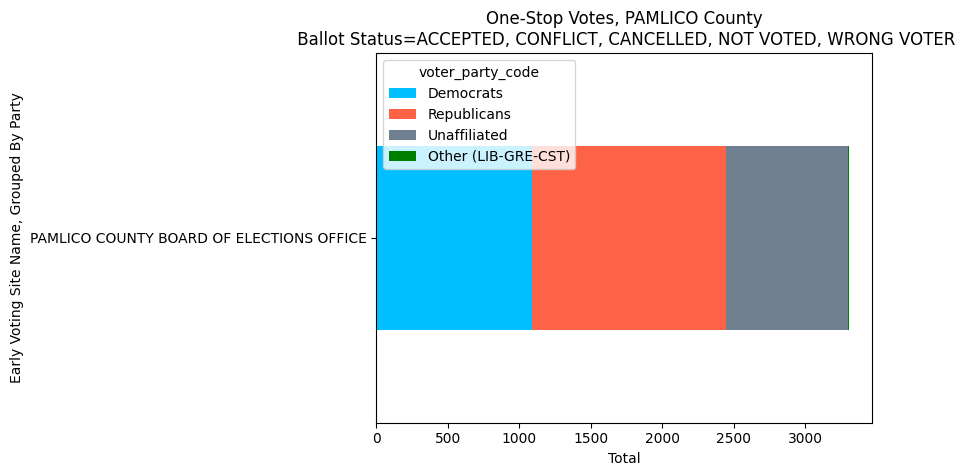 One-Stop Votes, PAMLICO County
Ballot Status=ACCEPTED, CONFLICT, CANCELLED, NOT VOTED, WRONG VOTER
voter_party_code
Democrats
Republicans
Unaffiliated
Other (LIB-GRE-CST)
Early Voting Site Name, Grouped By Party
PAMLICO COUNTY BOARD OF ELECTIONS OFFICE
0 500 1000 1500 2000 2500 3000
Total